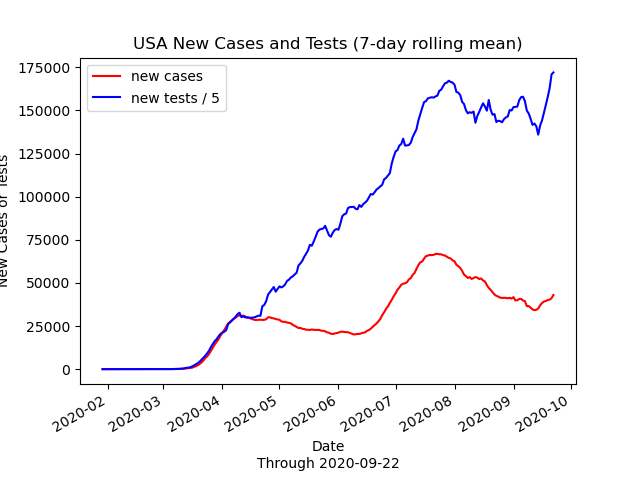 USA New Cases and Tests (7-day rolling mean)
new cases
new tests / 5
175000
150000
125000
100000
75000
50000
25000
0
New Cases or Tests
2020-02
2020-03
2020-04
2020-05
2020-06
2020-07
2020-08
2020-09
2020-10
Date
Through 2020-09-22